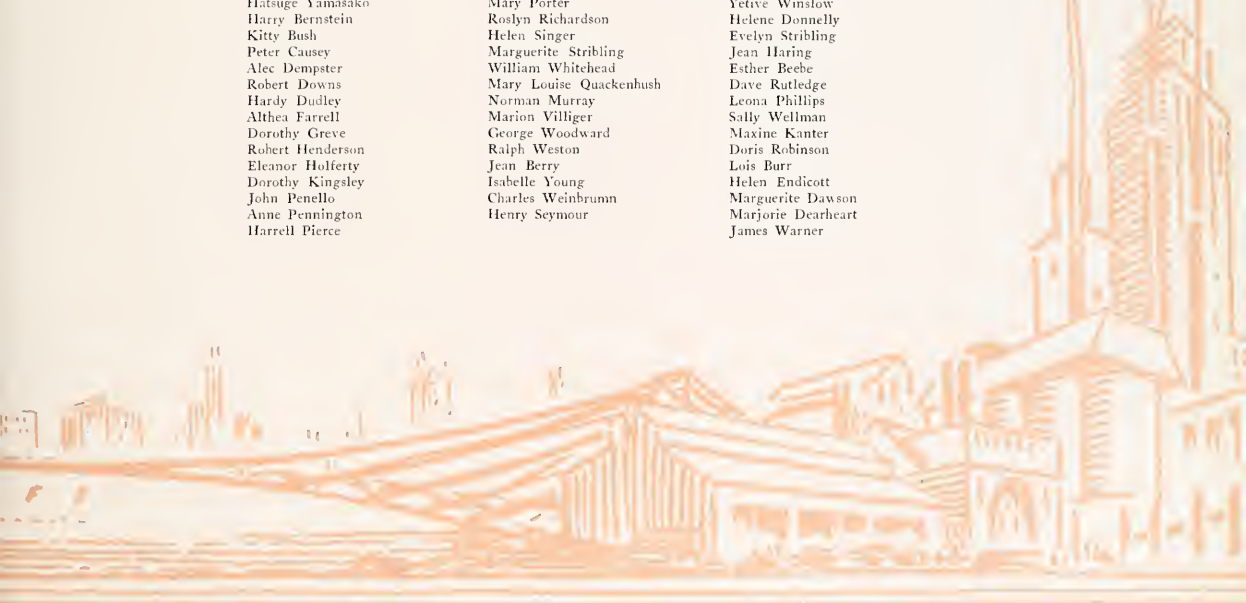 Hatsuge Yamasako
Harry Bernstein
Kitty Bush
Peter Causey
Alec Dempster
Robert Downs
Hardy Dudley
Althea Farrell
Dorothy Greve
Robert Henderson
Eleanor Holferty
Dorothy Kingsley
John Penello
Anne Pennington
Harrell Pierce
Mary Porter
Roslyn Richardson
Helen Singer
Marguerite Stribling
William Whitehead
Mary Louise Quackenhush
Norman Murray
Marion Villiger
George Woodward
Ralph Weston
Jean Berry
Isabelle Young
Charles Weinbrumn
Henry Seymour
Yetive Winslow
Helene Donnelly
Evelyn Stribling
Jean Haring
Esther Beebe
Dave Rutledge
Leona Phillips
Sally Wellman
Maxine Kanter
Doris Robinson
Lois Burr
Helen Endicott
Marguerite Dawson
Marjorie Dearheart
James Warner